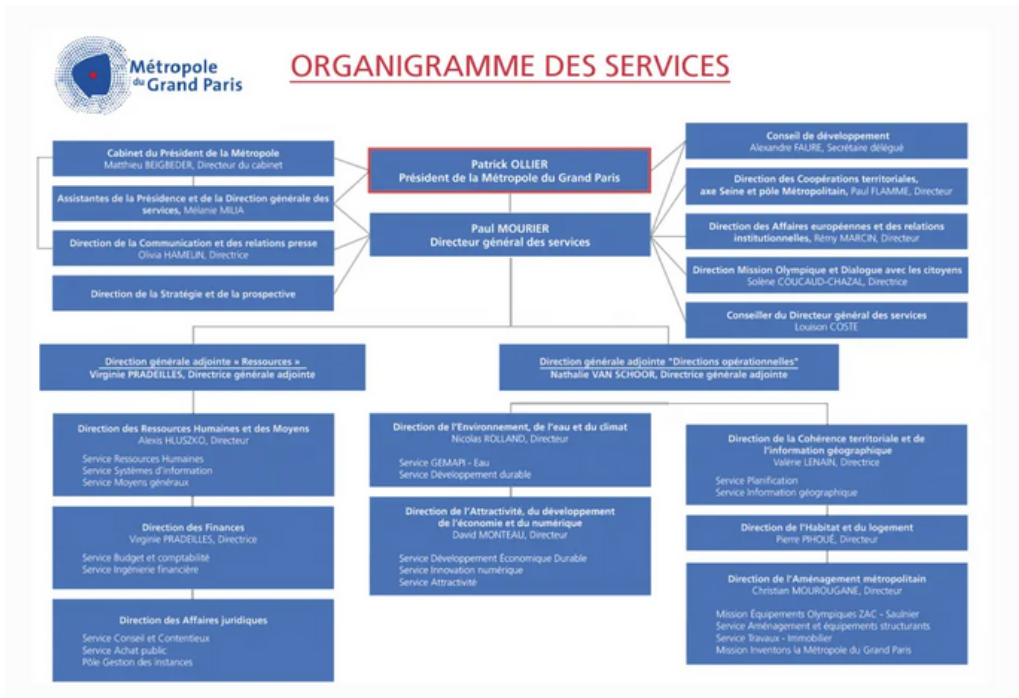 Métropole
du Grand Paris
ORGANIGRAMME DES SERVICES
Cabinet du Président de la Métropole
Matthieu BEIGBEDER, Directeur du cabinet
Assistantes de la Présidence et de la Direction générale des
services, Mélanie MILIA
Direction de la Communication et des relations presse
Olivia HAMELIN, Directrice
Direction de la Stratégie et de la prospective
Patrick OLLIER
Président de la Métropole du Grand Paris
Paul MOURIER
Directeur général des services
Conseil de développement
Alexandre FAURE, Secrétaire délégué
Direction des Coopérations territoriales,
axe Seine et pôle Métropolitain, Paul FLAMME, Directeur
Direction des Affaires européennes et des relations
institutionnelles, Rémy MARCIN, Directeur
Direction Mission Olympique et Dialogue avec les citoyens
Solène COUCAUD-CHAZAL, Directrice
Conseiller du Directeur général des services
Louison COSTE
Direction générale adjointe « Ressources »
Virginie PRADEILLES, Directrice générale adjointe
Direction générale adjointe "Directions opérationnelles"
Nathalie VAN SCHOOR, Directrice générale adjointe
Direction des Ressources Humaines et des Moyens
Alexis HLUSZKO, Directeur
Service Ressources Humaines
Service Systèmes d'information
Service Moyens généraux
Direction des Finances
Virginie PRADEILLES, Directrice
Service Budget et comptabilité
Service Ingénierie financière
Direction des Affaires juridiques
Service Conseil et Contentieux
Service Achat public
Pôle Gestion des instances
Direction de l'Environnement, de l'eau et du climat
Nicolas ROLLAND, Directeur
Service GEMAPI - Eau
Service Développement durable
Direction de l'Attractivité, du développement
de l'économie et du numérique
David MONTEAU, Directeur
Service Développement Économique Durable
Service Innovation numérique
Service Attractivité
Direction de la Cohérence territoriale et de
l'information géographique
Valérie LENAIN, Directrice
Service Planification
Service Information géographique
Direction de l'Habitat et du logement
Pierre PIHOUÉ, Directeur
Direction de l'Aménagement métropolitain
Christian MOUROUGANE, Directeur
Mission Équipements Olympiques ZAC - Saulnier
Service Aménagement et équipements structurants
Service Travaux - Immobilier
Mission Inventons la Métropole du Grand Paris